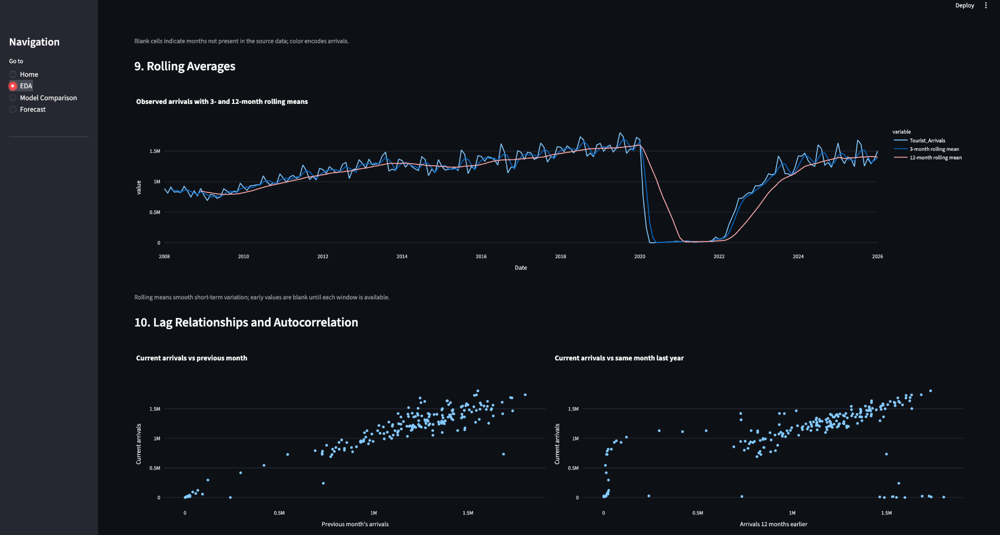 Deploy
Navigation
Go to
Home
EDA
Model Comparison
Forecast
Blank cells indicate months not present in the source data; color encodes arrivals.
9. Rolling Averages
Observed arrivals with 3- and 12-month rolling means
variable
Tourist_Arrivals
3-month rolling mean
12-month rolling mean
value
1.5M
1M
0.5M
0
2008 2010 2012 2014 2016 2018 2020 2022 2024 2026
Date
Rolling means smooth short-term variation; early values are blank until each window is available.
10. Lag Relationships and Autocorrelation
Current arrivals vs previous month
Current arrivals
1.5M
1M
0.5M
0
0 0.5M 1M 1.5M
Previous month's arrivals
Current arrivals vs same month last year
Current arrivals
1.5M
1M
0.5M
0
0 0.5M 1M 1.5M
Arrivals 12 months earlier